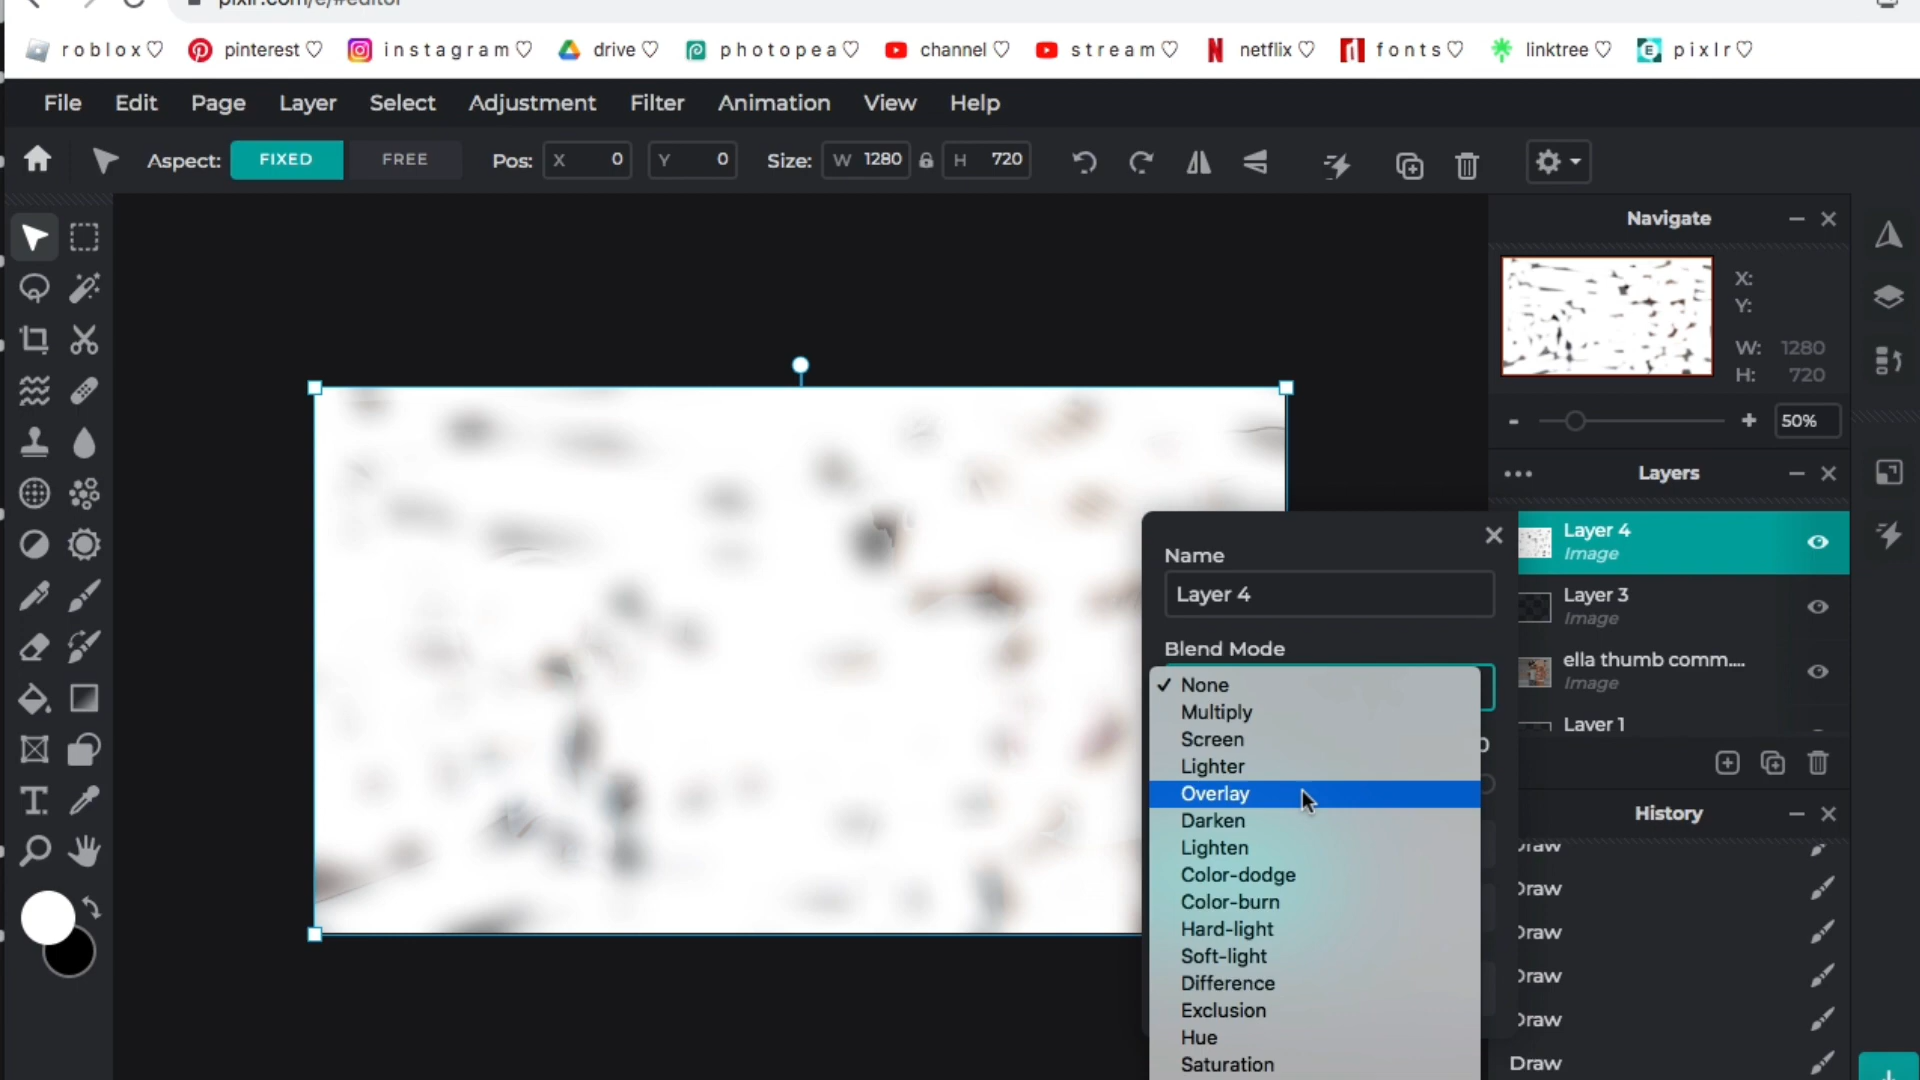 pixlr.com/e/#editor
roblox♡ pinterest♡ instagram♡ drive♡ photopea♡ channel♡ stream♡ netflix♡ fonts♡ linktree♡ pixlr♡
File Edit Page Layer Select Adjustment Filter Animation View Help
Aspect: FIXED FREE Pos: X 0 Y 0 Size: W 1280 H 720
Navigate
X:
Y:
W: 1280
H: 720
- + 50%
Layers
Layer 4
Image
Layer 3
Image
ella thumb comm....
Image
Layer 1
Name
Layer 4
Blend Mode
✓ None
Multiply
Screen
Lighter
Overlay
Darken
Lighten
Color-dodge
Color-burn
Hard-light
Soft-light
Difference
Exclusion
Hue
Saturation
History
Draw
Draw
Draw
Draw
Draw
Draw